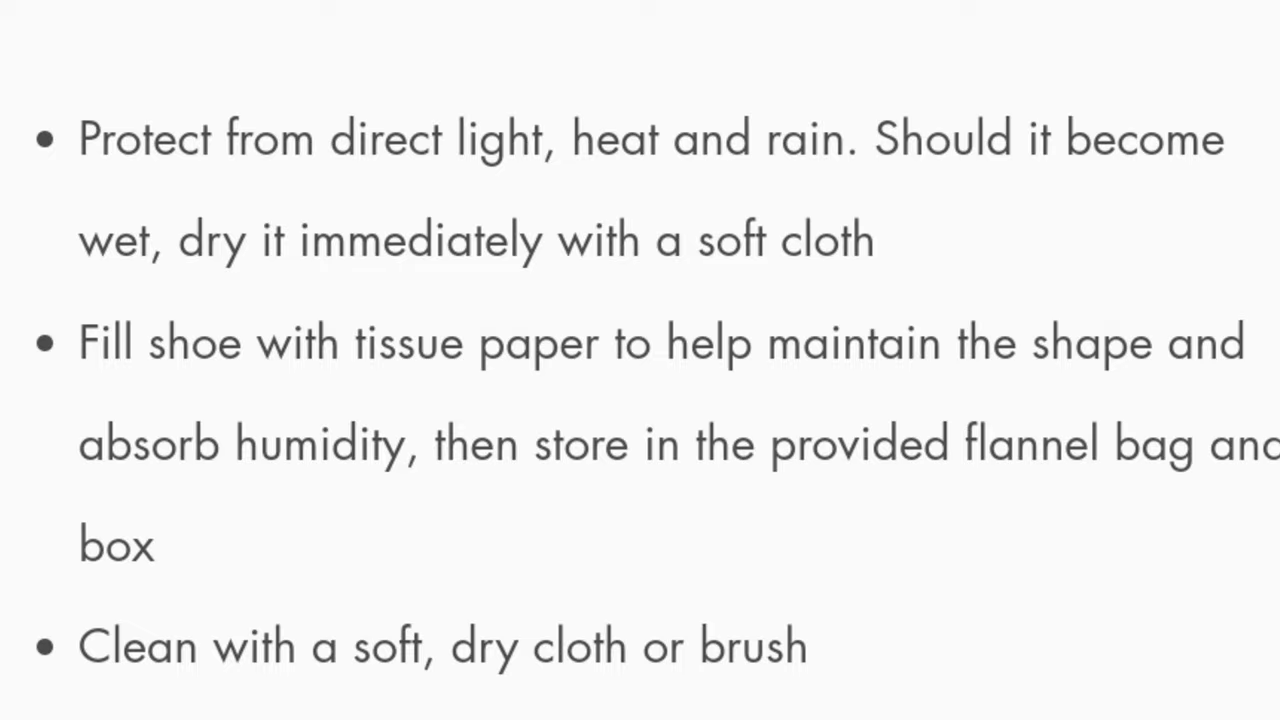 • Protect from direct light, heat and rain. Should it become
wet, dry it immediately with a soft cloth
• Fill shoe with tissue paper to help maintain the shape and
absorb humidity, then store in the provided flannel bag and
box
• Clean with a soft, dry cloth or brush